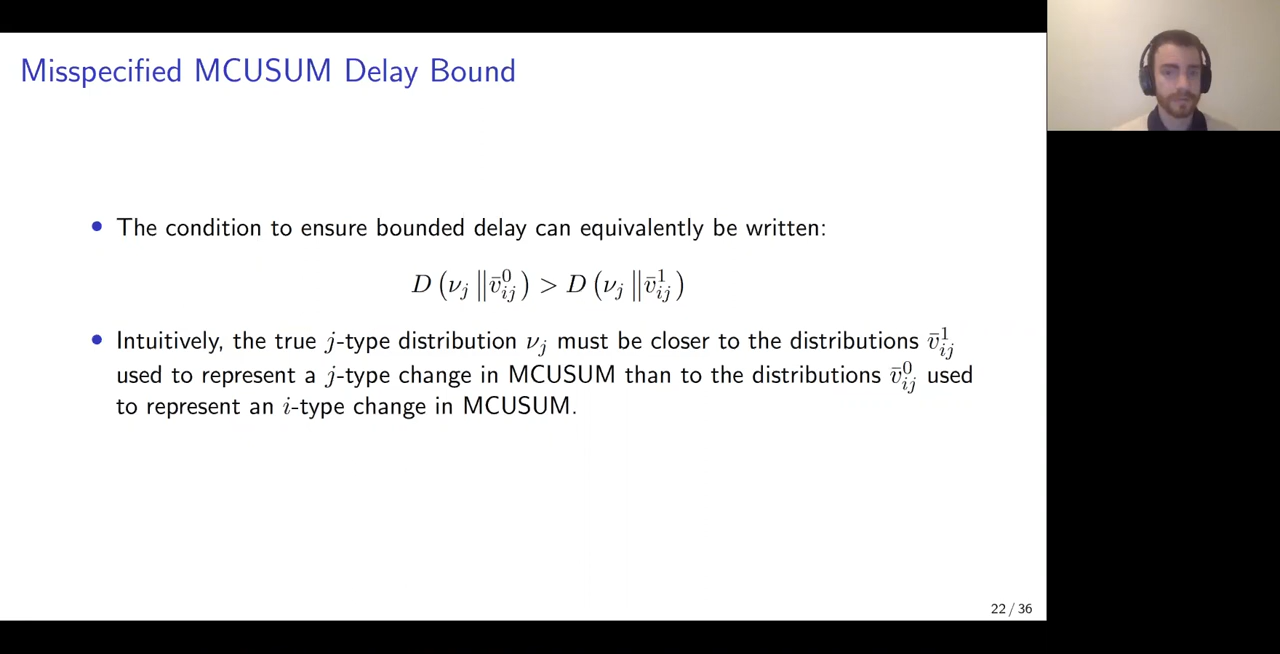 Misspecified MCUSUM Delay Bound
• The condition to ensure bounded delay can equivalently be written:
D (ν_j ‖ v̄⁰_ij) > D (ν_j ‖ v̄¹_ij)
• Intuitively, the true j-type distribution ν_j must be closer to the distributions v̄¹_ij
used to represent a j-type change in MCUSUM than to the distributions v̄⁰_ij used
to represent an i-type change in MCUSUM.
22 / 36